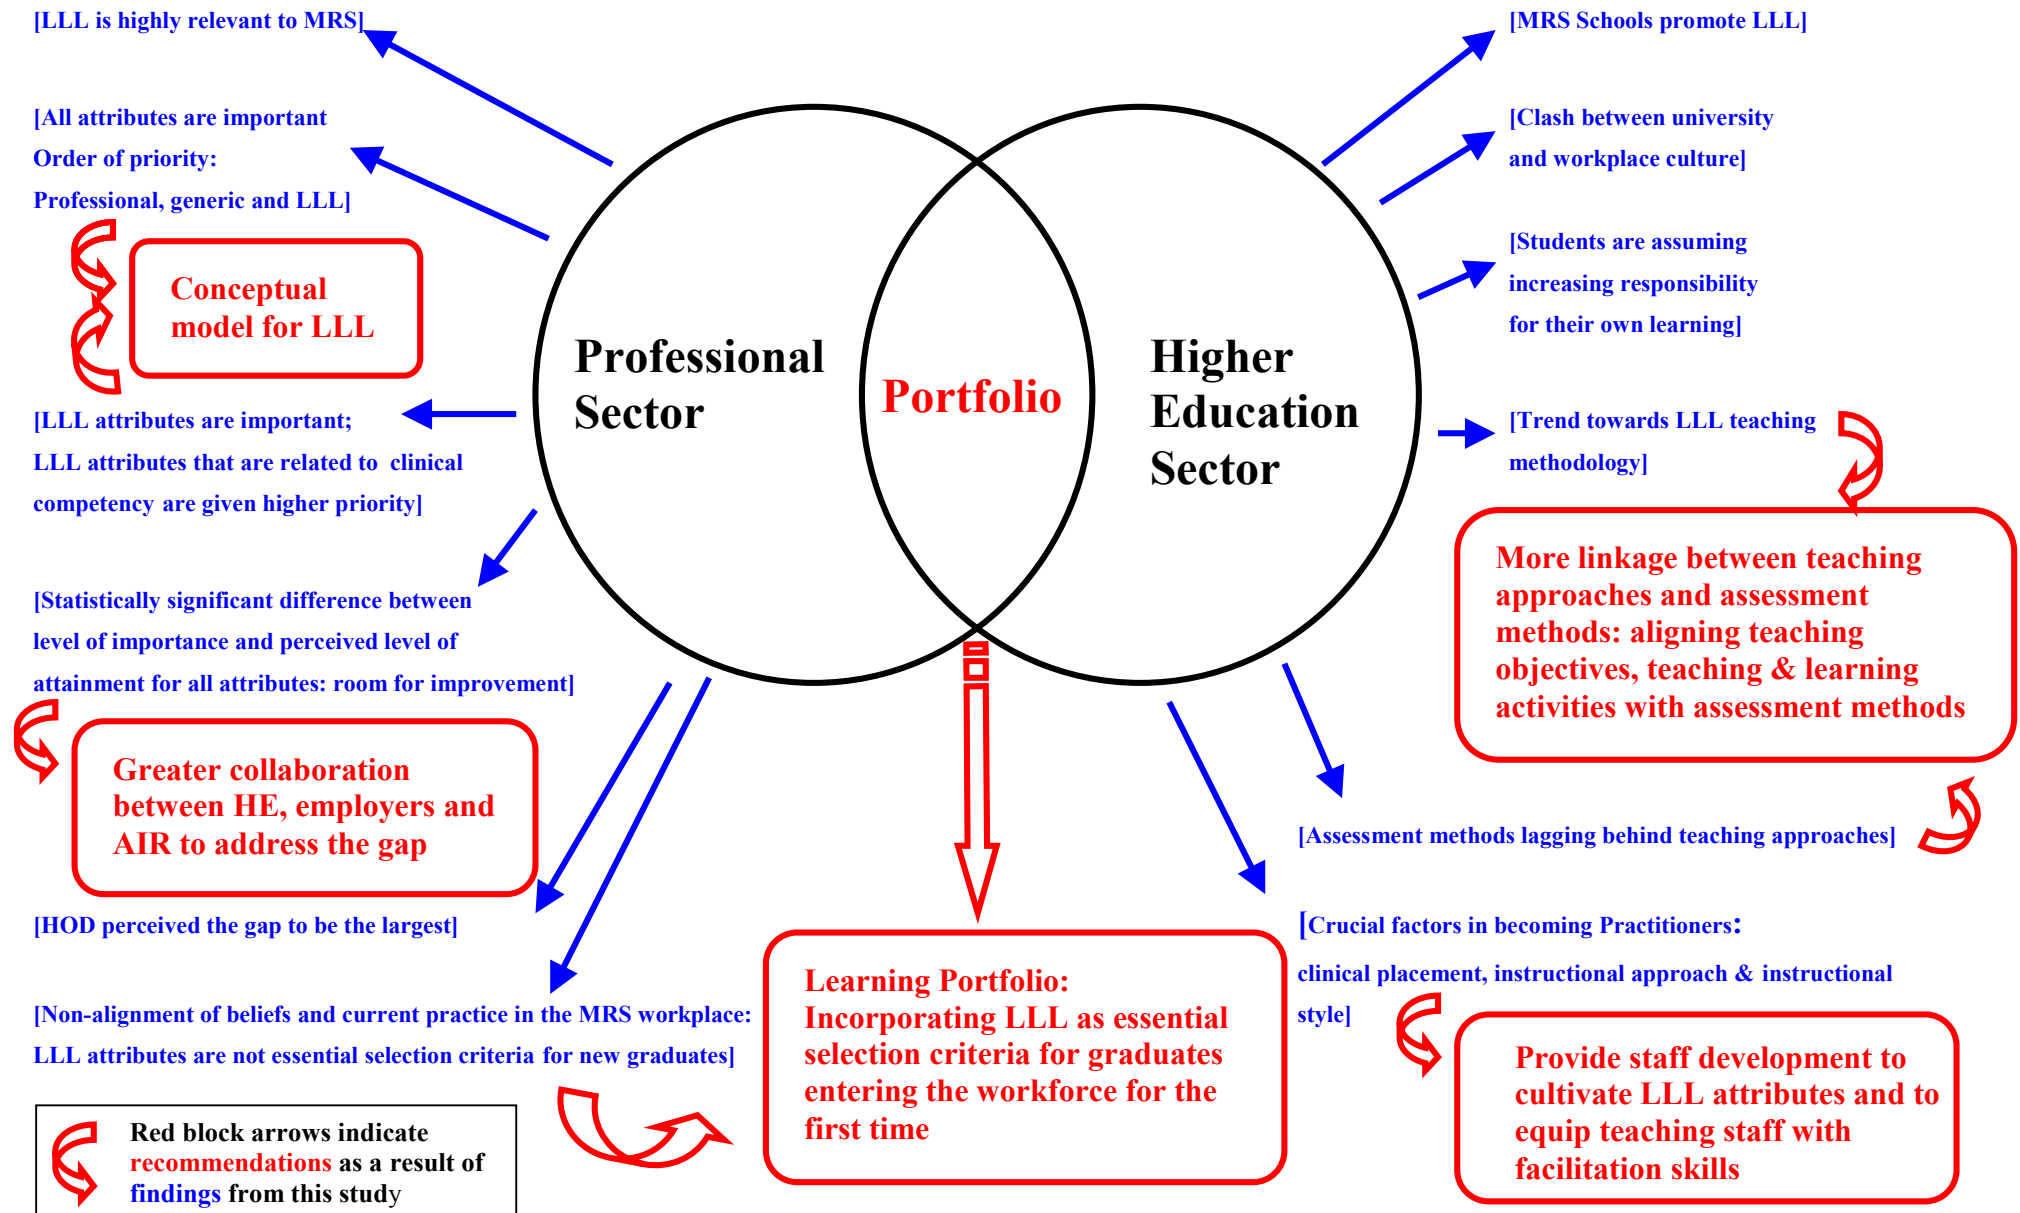 [LLL is highly relevant to MRS]
[All attributes are important
Order of priority:
Professional, generic and LLL]
Conceptual
model for LLL
[LLL attributes are important;
LLL attributes that are related to clinical
competency are given higher priority]
[Statistically significant difference between
level of importance and perceived level of
attainment for all attributes: room for improvement]
Greater collaboration
between HE, employers and
AIR to address the gap
[HOD perceived the gap to be the largest]
[Non-alignment of beliefs and current practice in the MRS workplace:
LLL attributes are not essential selection criteria for new graduates]
Red block arrows indicate
recommendations as a result of
findings from this study
Professional
Sector
Portfolio
Higher
Education
Sector
Learning Portfolio:
Incorporating LLL as essential
selection criteria for graduates
entering the workforce for the
first time
[MRS Schools promote LLL]
[Clash between university
and workplace culture]
[Students are assuming
increasing responsibility
for their own learning]
[Trend towards LLL teaching
methodology]
More linkage between teaching
approaches and assessment
methods: aligning teaching
objectives, teaching & learning
activities with assessment methods
[Assessment methods lagging behind teaching approaches]
[Crucial factors in becoming Practitioners:
clinical placement, instructional approach & instructional
style]
Provide staff development to
cultivate LLL attributes and to
equip teaching staff with
facilitation skills